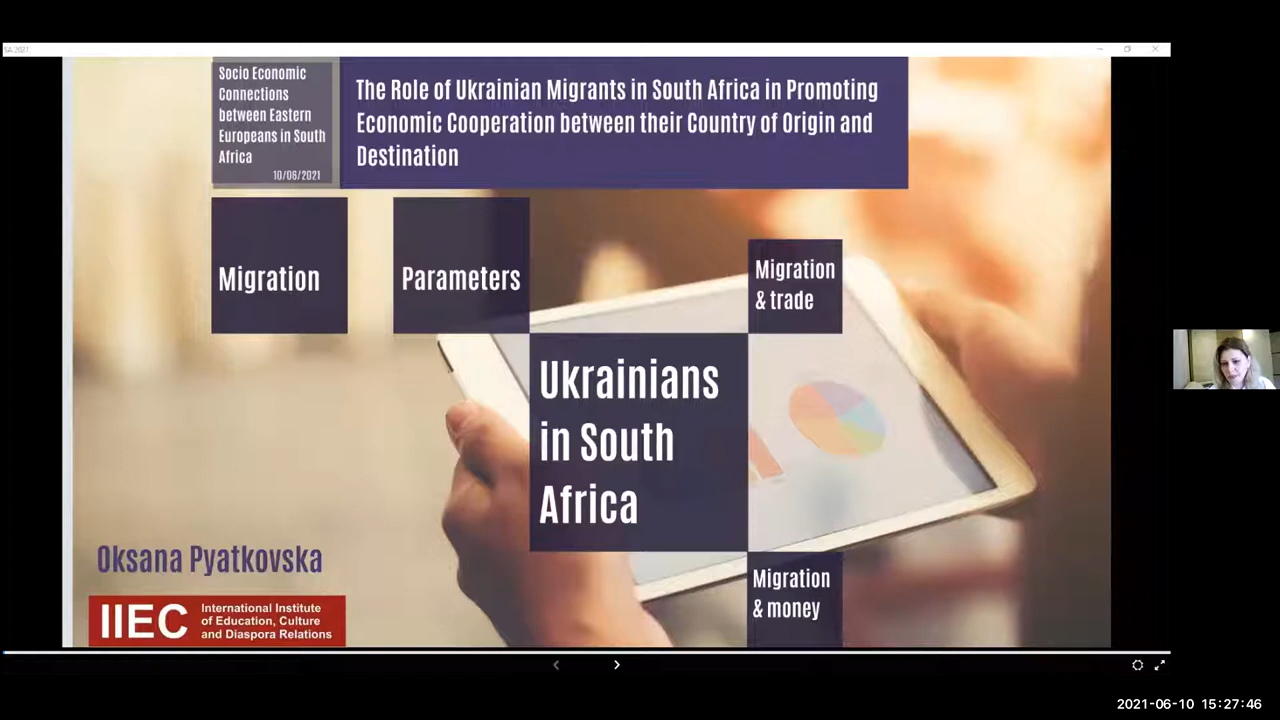 SA 2021
Socio Economic
Connections
between Eastern
Europeans in South
Africa
10/06/2021
The Role of Ukrainian Migrants in South Africa in Promoting
Economic Cooperation between their Country of Origin and
Destination
Migration
Parameters
Migration
& trade
Ukrainians
in South
Africa
Migration
& money
Oksana Pyatkovska
IIEC
International Institute
of Education, Culture
and Diaspora Relations
2021-06-10 15:27:46